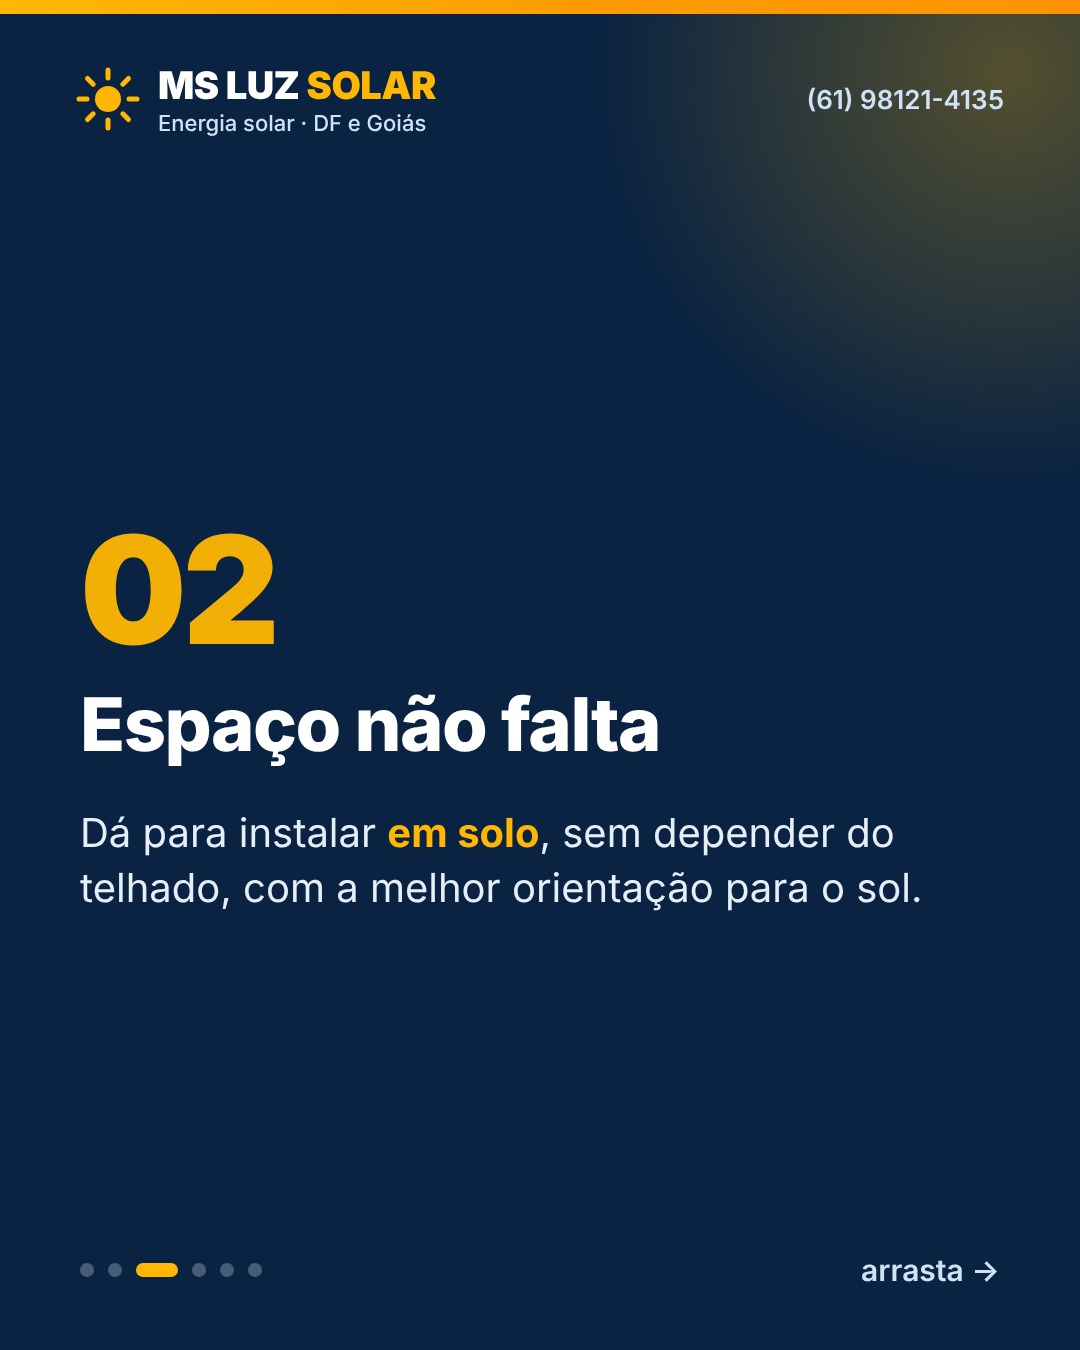 MS LUZ SOLAR
Energia solar · DF e Goiás
(61) 98121-4135
02
Espaço não falta
Dá para instalar em solo, sem depender do
telhado, com a melhor orientação para o sol.
arrasta →